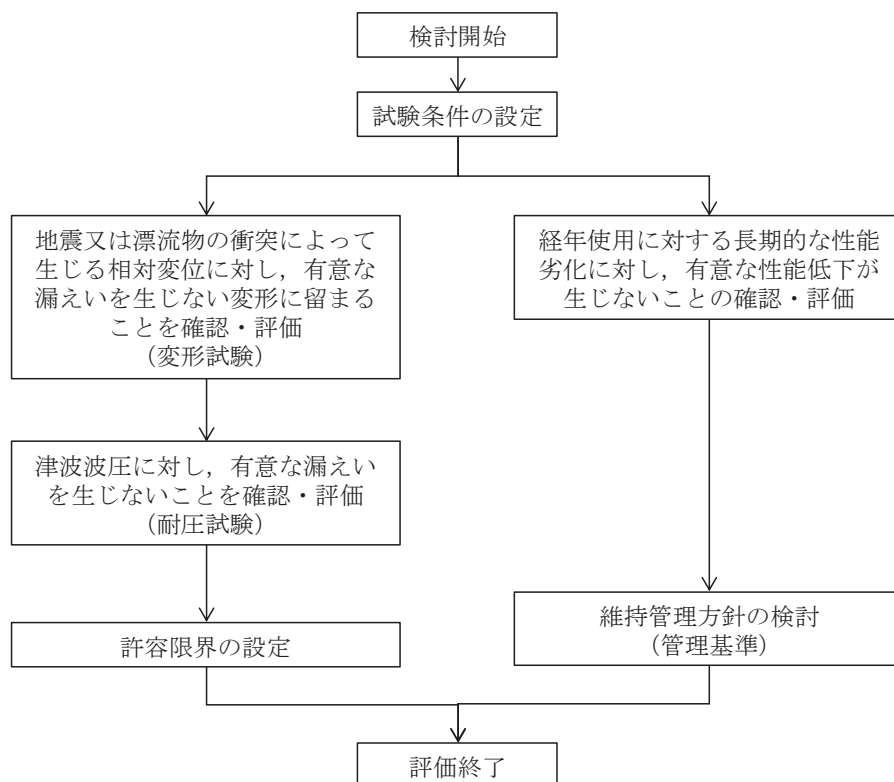 検討開始
試験条件の設定
地震又は漂流物の衝突によって
生じる相対変位に対し，有意な
漏えいを生じない変形に留まる
ことを確認・評価
（変形試験）
津波波圧に対し，有意な漏えい
を生じないことを確認・評価
（耐圧試験）
許容限界の設定
経年使用に対する長期的な性能
劣化に対し，有意な性能低下が
生じないことの確認・評価
維持管理方針の検討
（管理基準）
評価終了